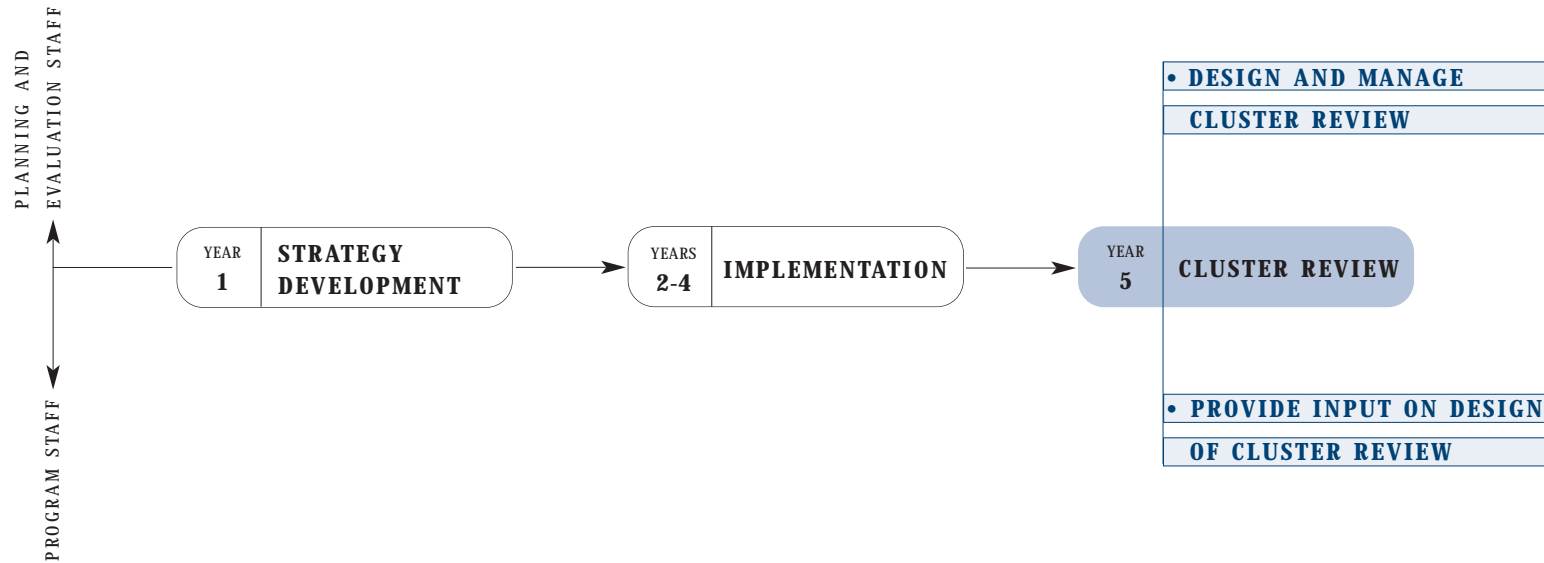 PLANNING AND
EVALUATION STAFF
PROGRAM STAFF
YEAR
1
STRATEGY
DEVELOPMENT
YEARS
2-4
IMPLEMENTATION
YEAR
5
CLUSTER REVIEW
• DESIGN AND MANAGE
CLUSTER REVIEW
• PROVIDE INPUT ON DESIGN
OF CLUSTER REVIEW